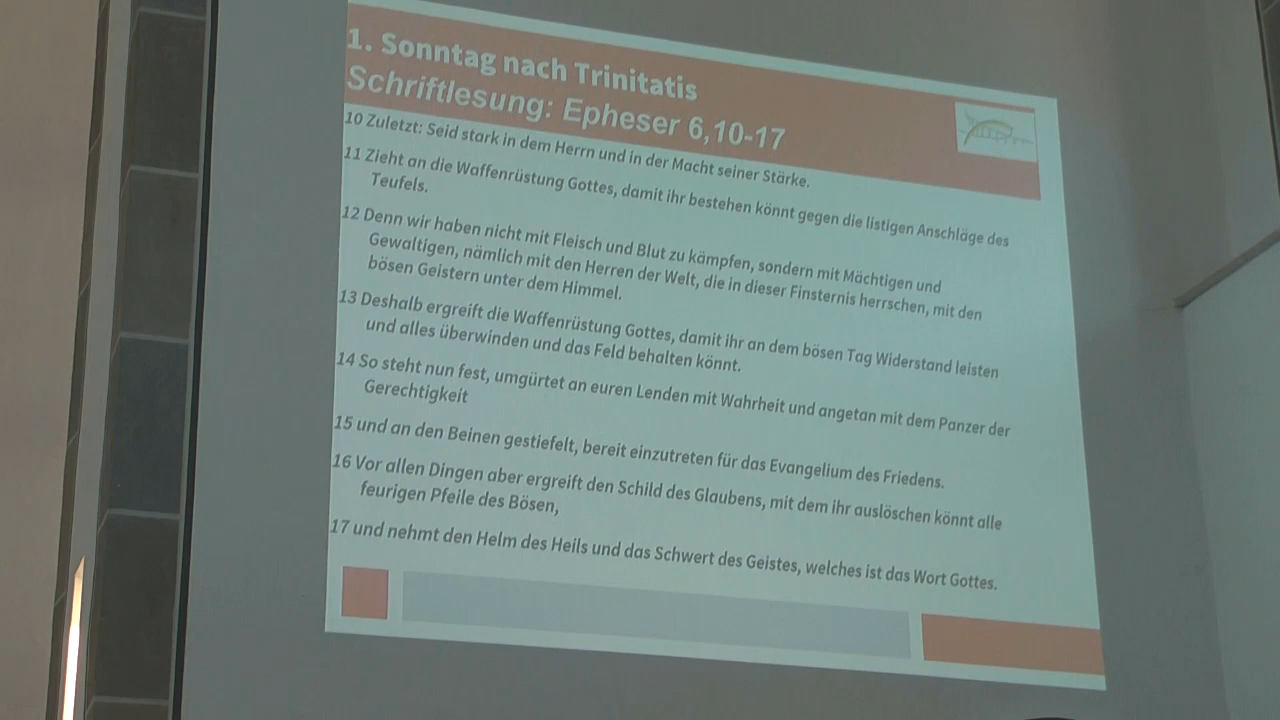 1. Sonntag nach Trinitatis
Schriftlesung: Epheser 6,10-17
10 Zuletzt: Seid stark in dem Herrn und in der Macht seiner Stärke.
11 Zieht an die Waffenrüstung Gottes, damit ihr bestehen könnt gegen die listigen Anschläge des
Teufels.
12 Denn wir haben nicht mit Fleisch und Blut zu kämpfen, sondern mit Mächtigen und
Gewaltigen, nämlich mit den Herren der Welt, die in dieser Finsternis herrschen, mit den
bösen Geistern unter dem Himmel.
13 Deshalb ergreift die Waffenrüstung Gottes, damit ihr an dem bösen Tag Widerstand leisten
und alles überwinden und das Feld behalten könnt.
14 So steht nun fest, umgürtet an euren Lenden mit Wahrheit und angetan mit dem Panzer der
Gerechtigkeit
15 und an den Beinen gestiefelt, bereit einzutreten für das Evangelium des Friedens.
16 Vor allen Dingen aber ergreift den Schild des Glaubens, mit dem ihr auslöschen könnt alle
feurigen Pfeile des Bösen,
17 und nehmt den Helm des Heils und das Schwert des Geistes, welches ist das Wort Gottes.